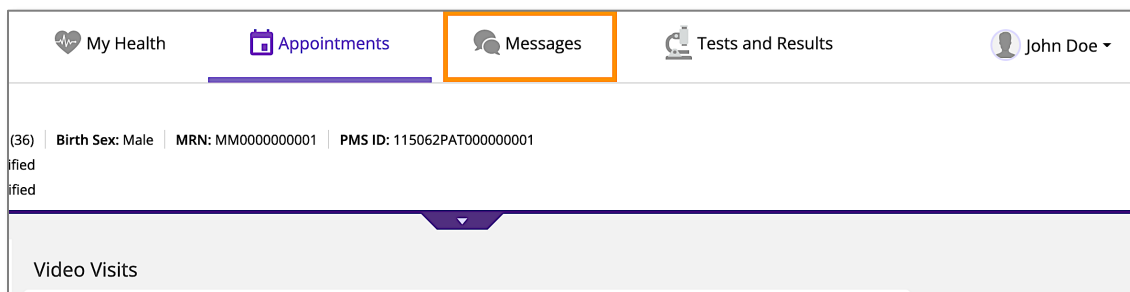 My Health Appointments Messages Tests and Results John Doe
(36) Birth Sex: Male MRN: MM0000000001 PMS ID: 115062PAT000000001
ified
ified
Video Visits